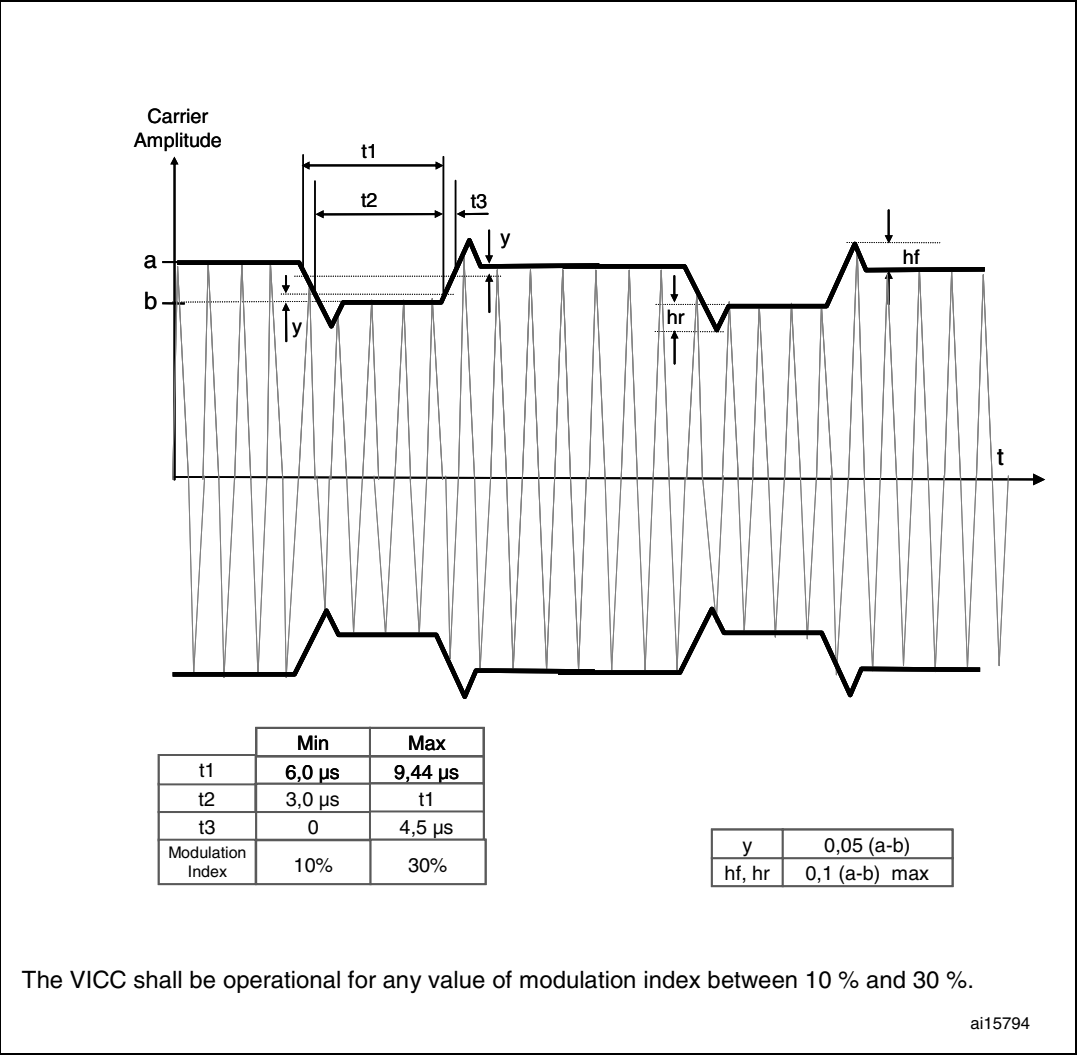 Carrier
Amplitude
t1
t2
t3
y
a
hf
b
hr
y
t
Min Max
t1 6,0 µs 9,44 µs
t2 3,0 µs t1
t3 0 4,5 µs
Modulation
Index 10% 30%
y 0,05 (a-b)
hf, hr 0,1 (a-b) max
The VICC shall be operational for any value of modulation index between 10 % and 30 %.
ai15794